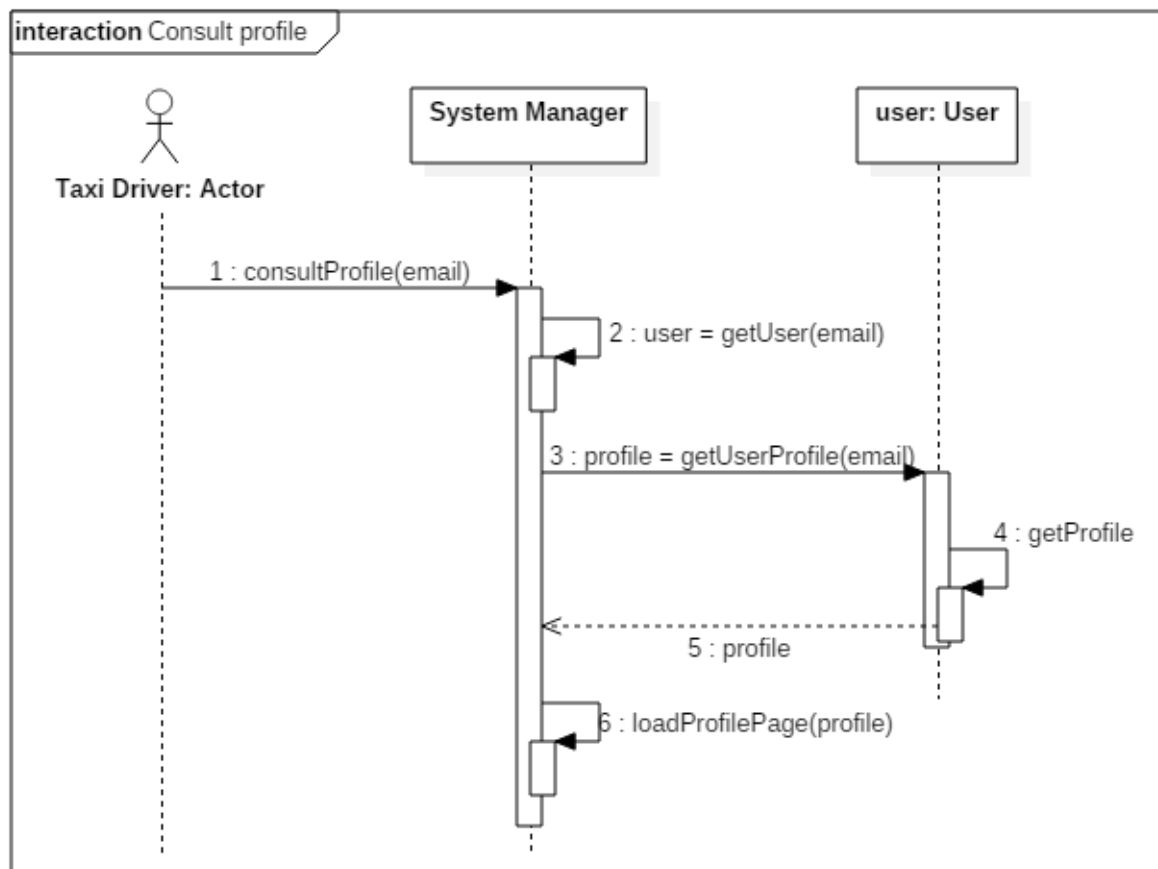 interaction Consult profile
System Manager
user: User
Taxi Driver: Actor
1 : consultProfile(email)
2 : user = getUser(email)
3 : profile = getUserProfile(email)
4 : getProfile
5 : profile
6 : loadProfilePage(profile)